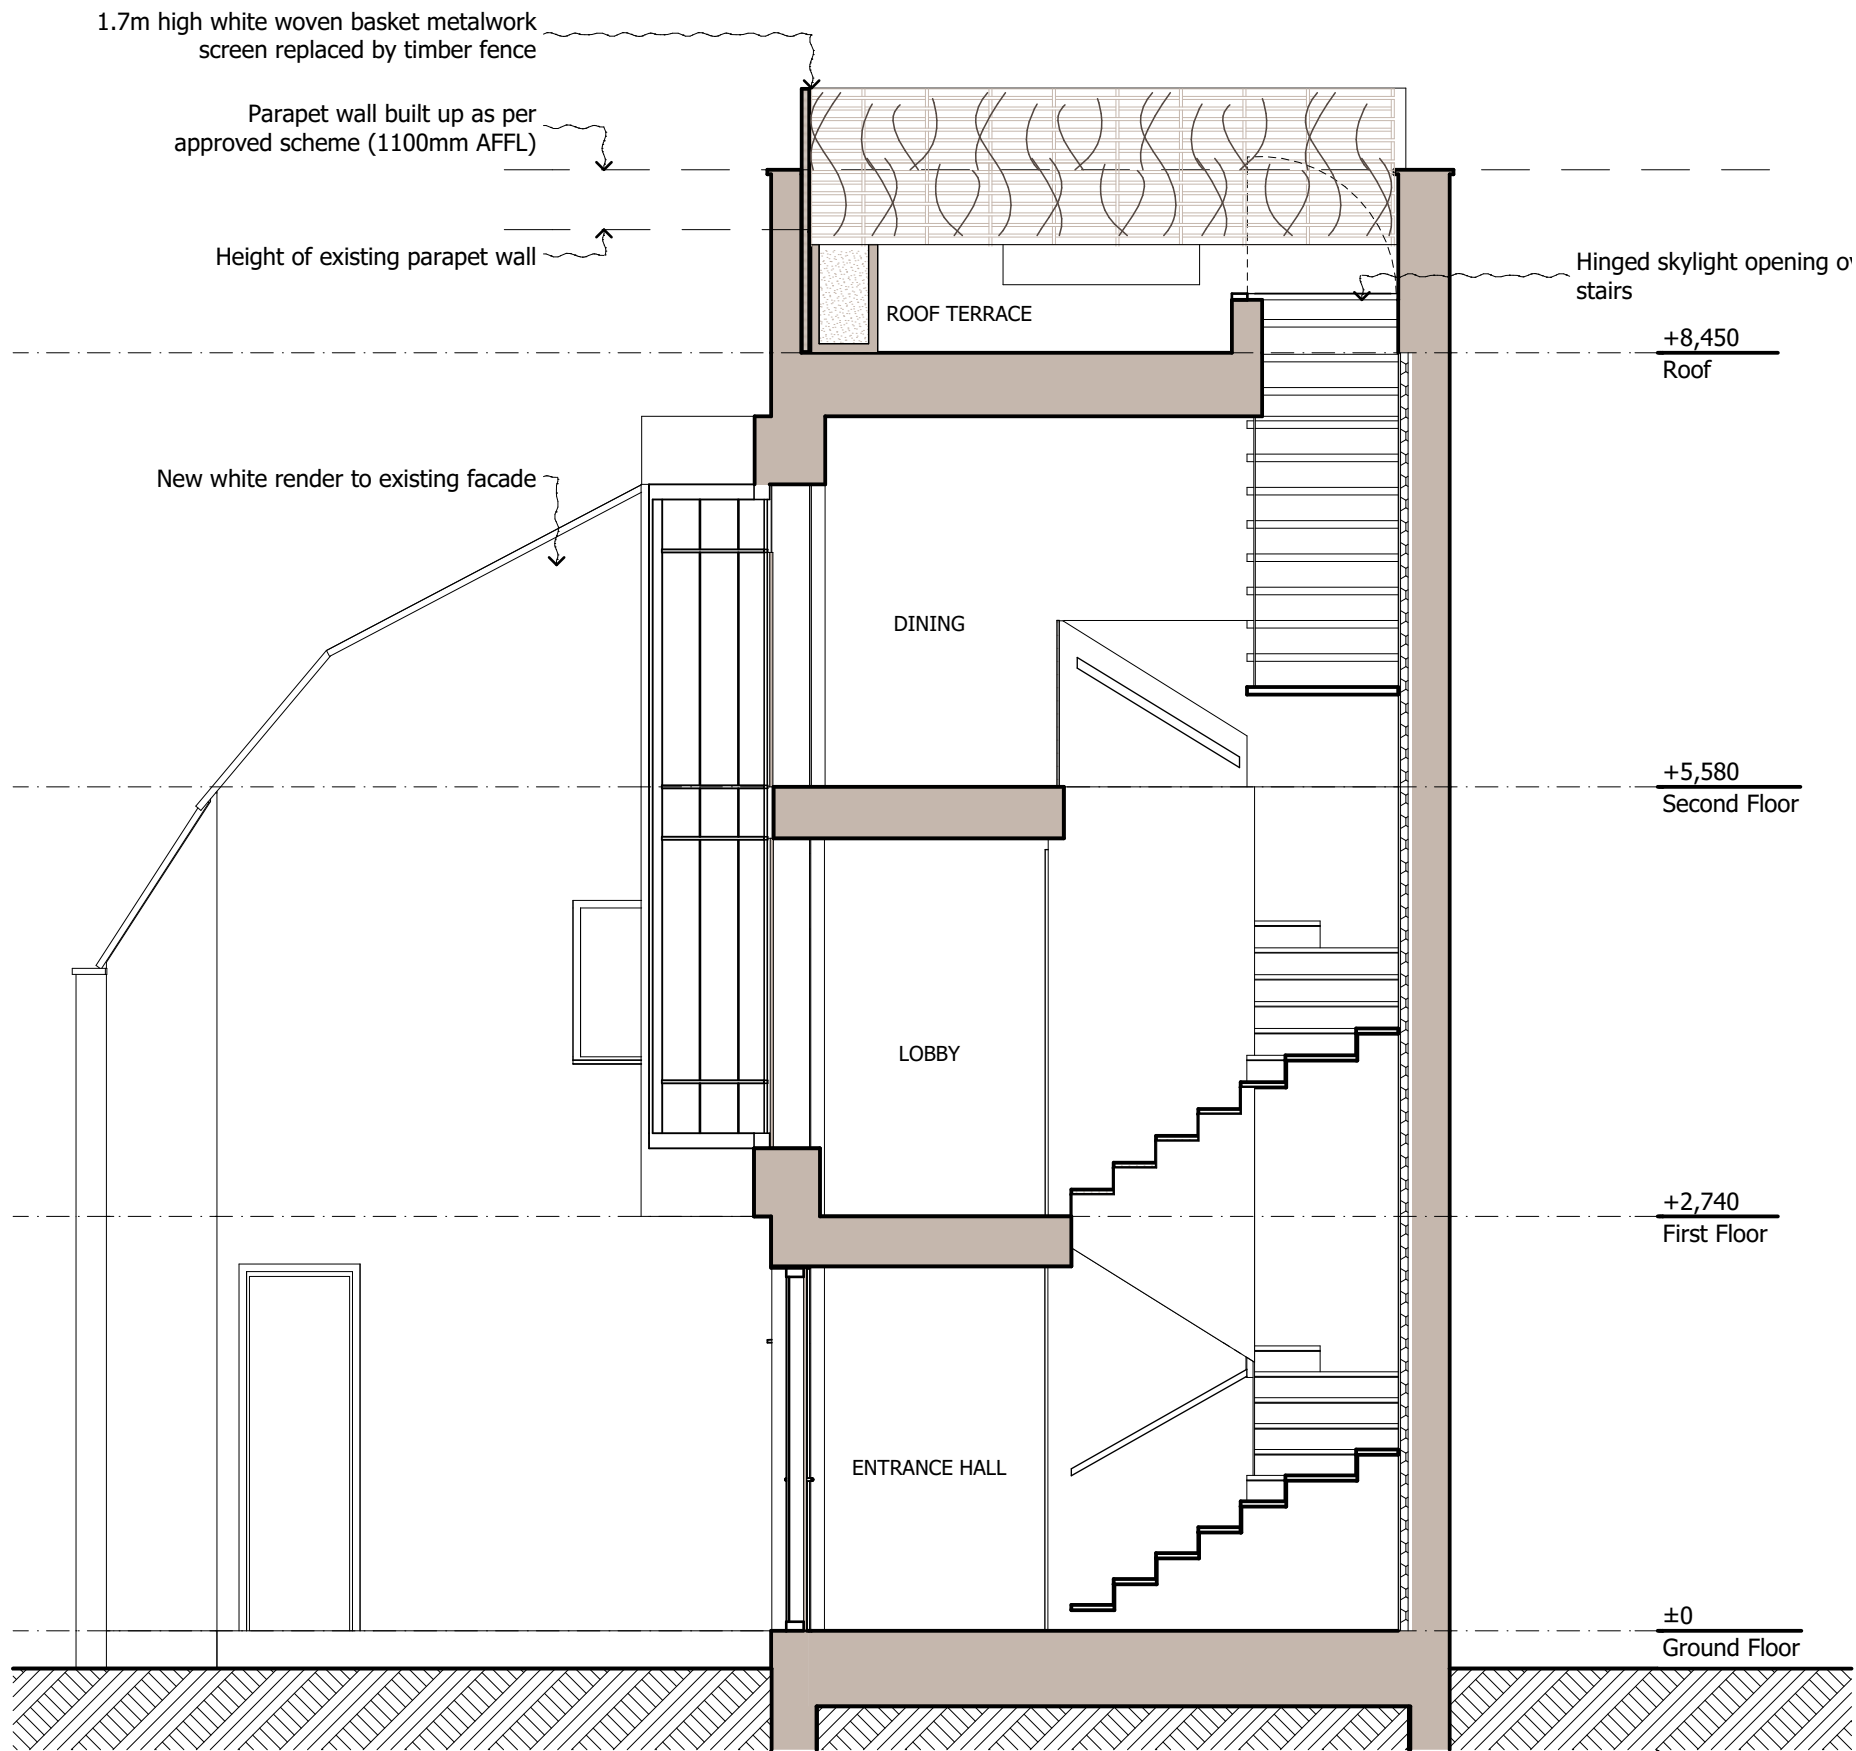 1.7m high white woven basket metalwork
screen replaced by timber fence
Parapet wall built up as per
approved scheme (1100mm AFFL)
Height of existing parapet wall
Hinged skylight opening
stairs
ROOF TERRACE
+8,450
Roof
New white render to existing facade
DINING
+5,580
Second Floor
LOBBY
+2,740
First Floor
ENTRANCE HALL
±0
Ground Floor